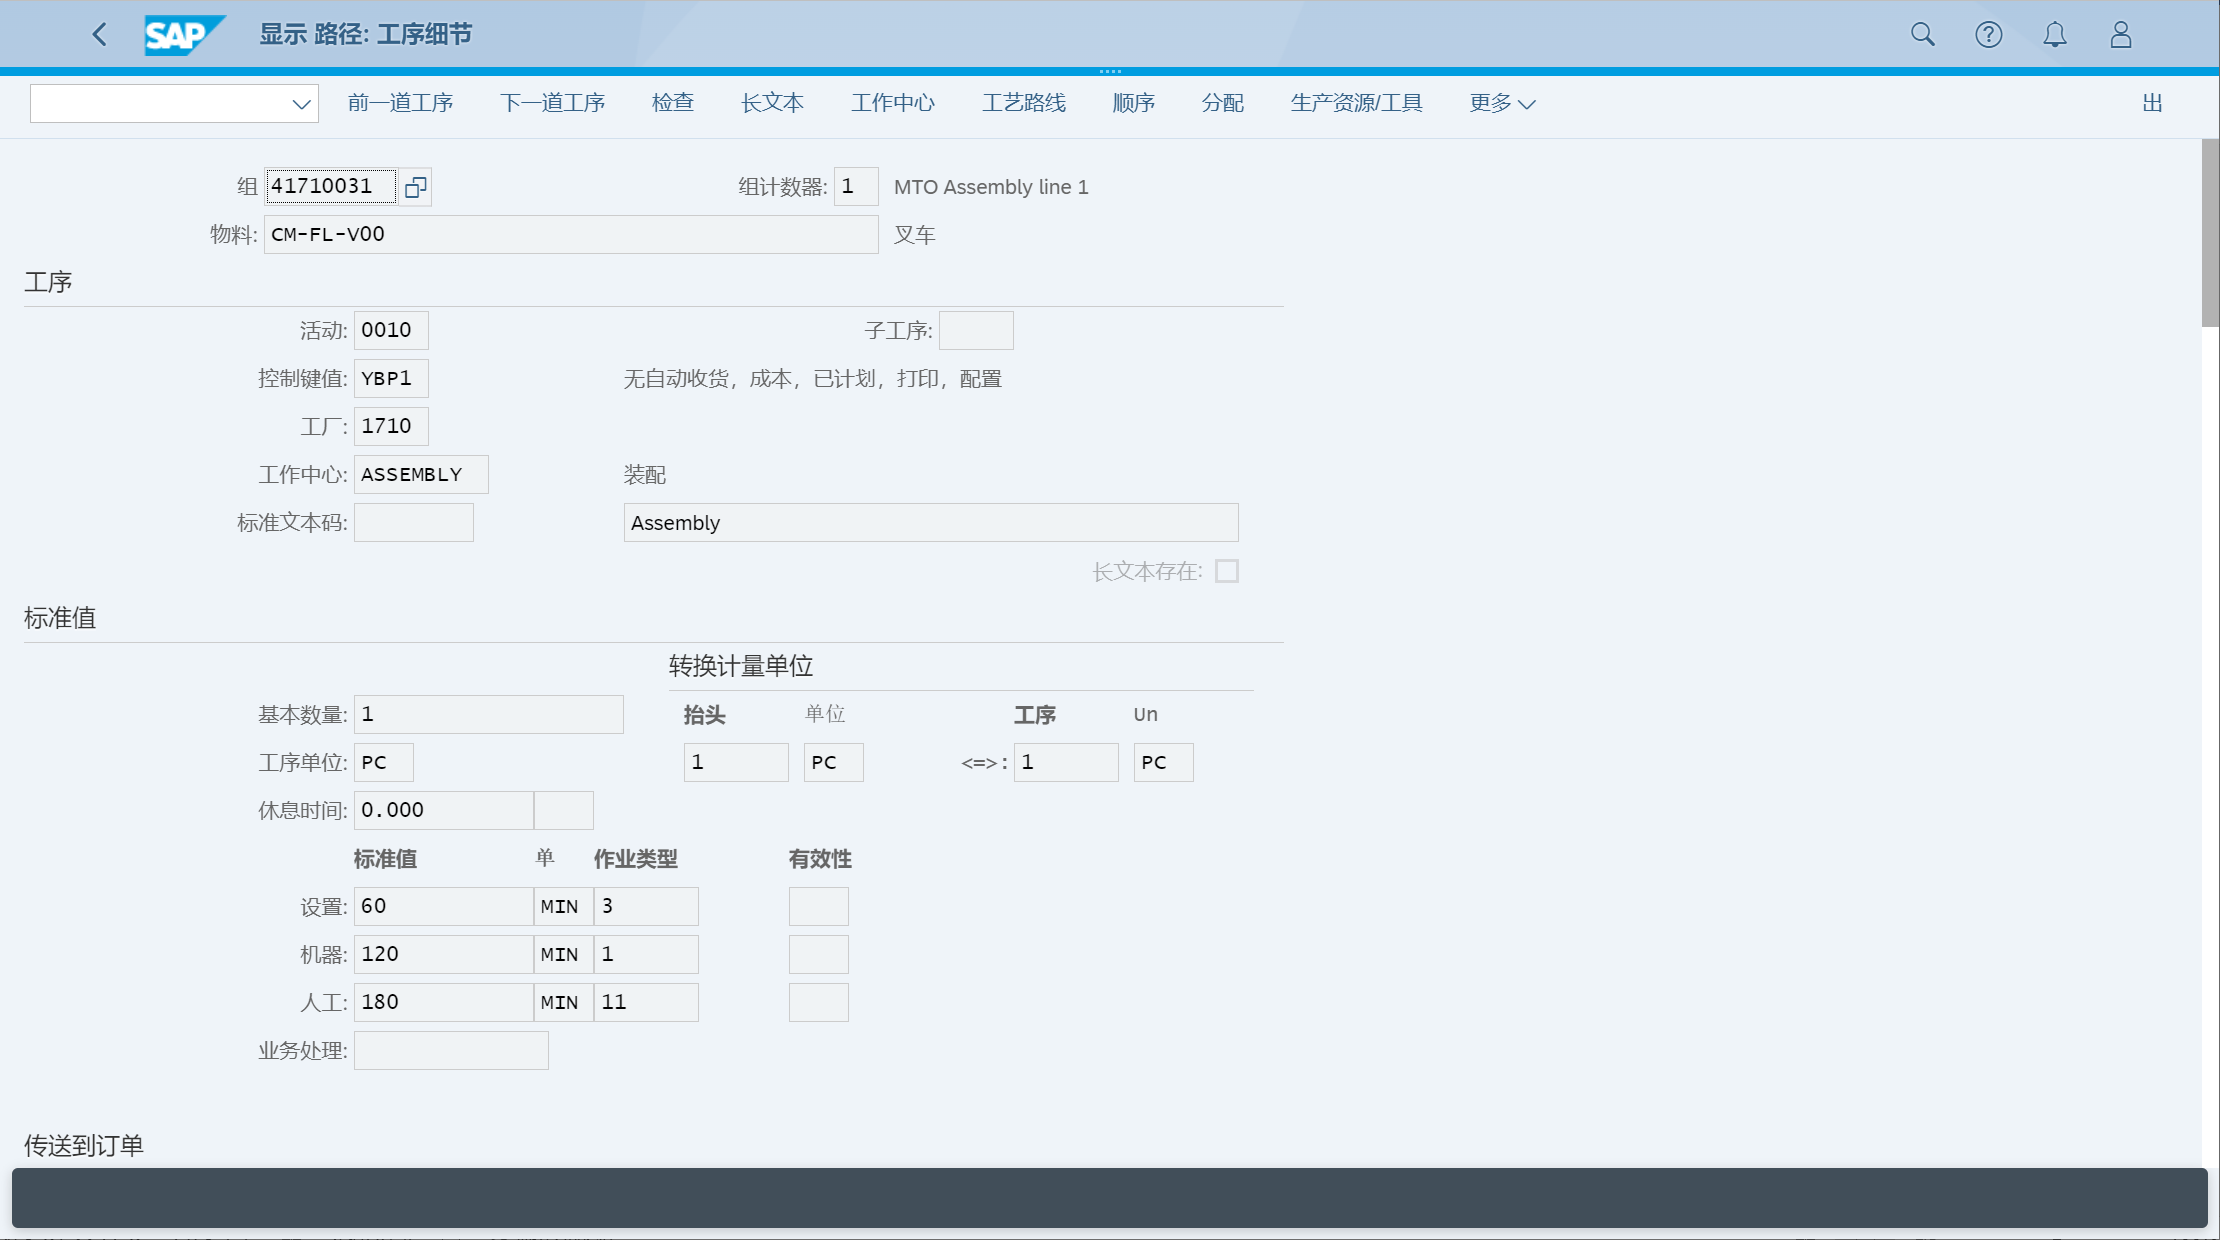 SAP 显示 路径: 工序细节
前一道工序 下一道工序 检查 长文本 工作中心 工艺路线 顺序 分配 生产资源/工具 更多 出
组 41710031 组计数器: 1 MTO Assembly line 1
物料: CM-FL-V00 叉车
工序
活动: 0010 子工序:
控制键值: YBP1 无自动收货, 成本, 已计划, 打印, 配置
工厂: 1710
工作中心: ASSEMBLY 装配
标准文本码: Assembly
长文本存在:
标准值
转换计量单位
基本数量: 1 抬头 单位 工序 Un
工序单位: PC 1 PC <=>: 1 PC
休息时间: 0.000
标准值 单 作业类型 有效性
设置: 60 MIN 3
机器: 120 MIN 1
人工: 180 MIN 11
业务处理:
传送到订单